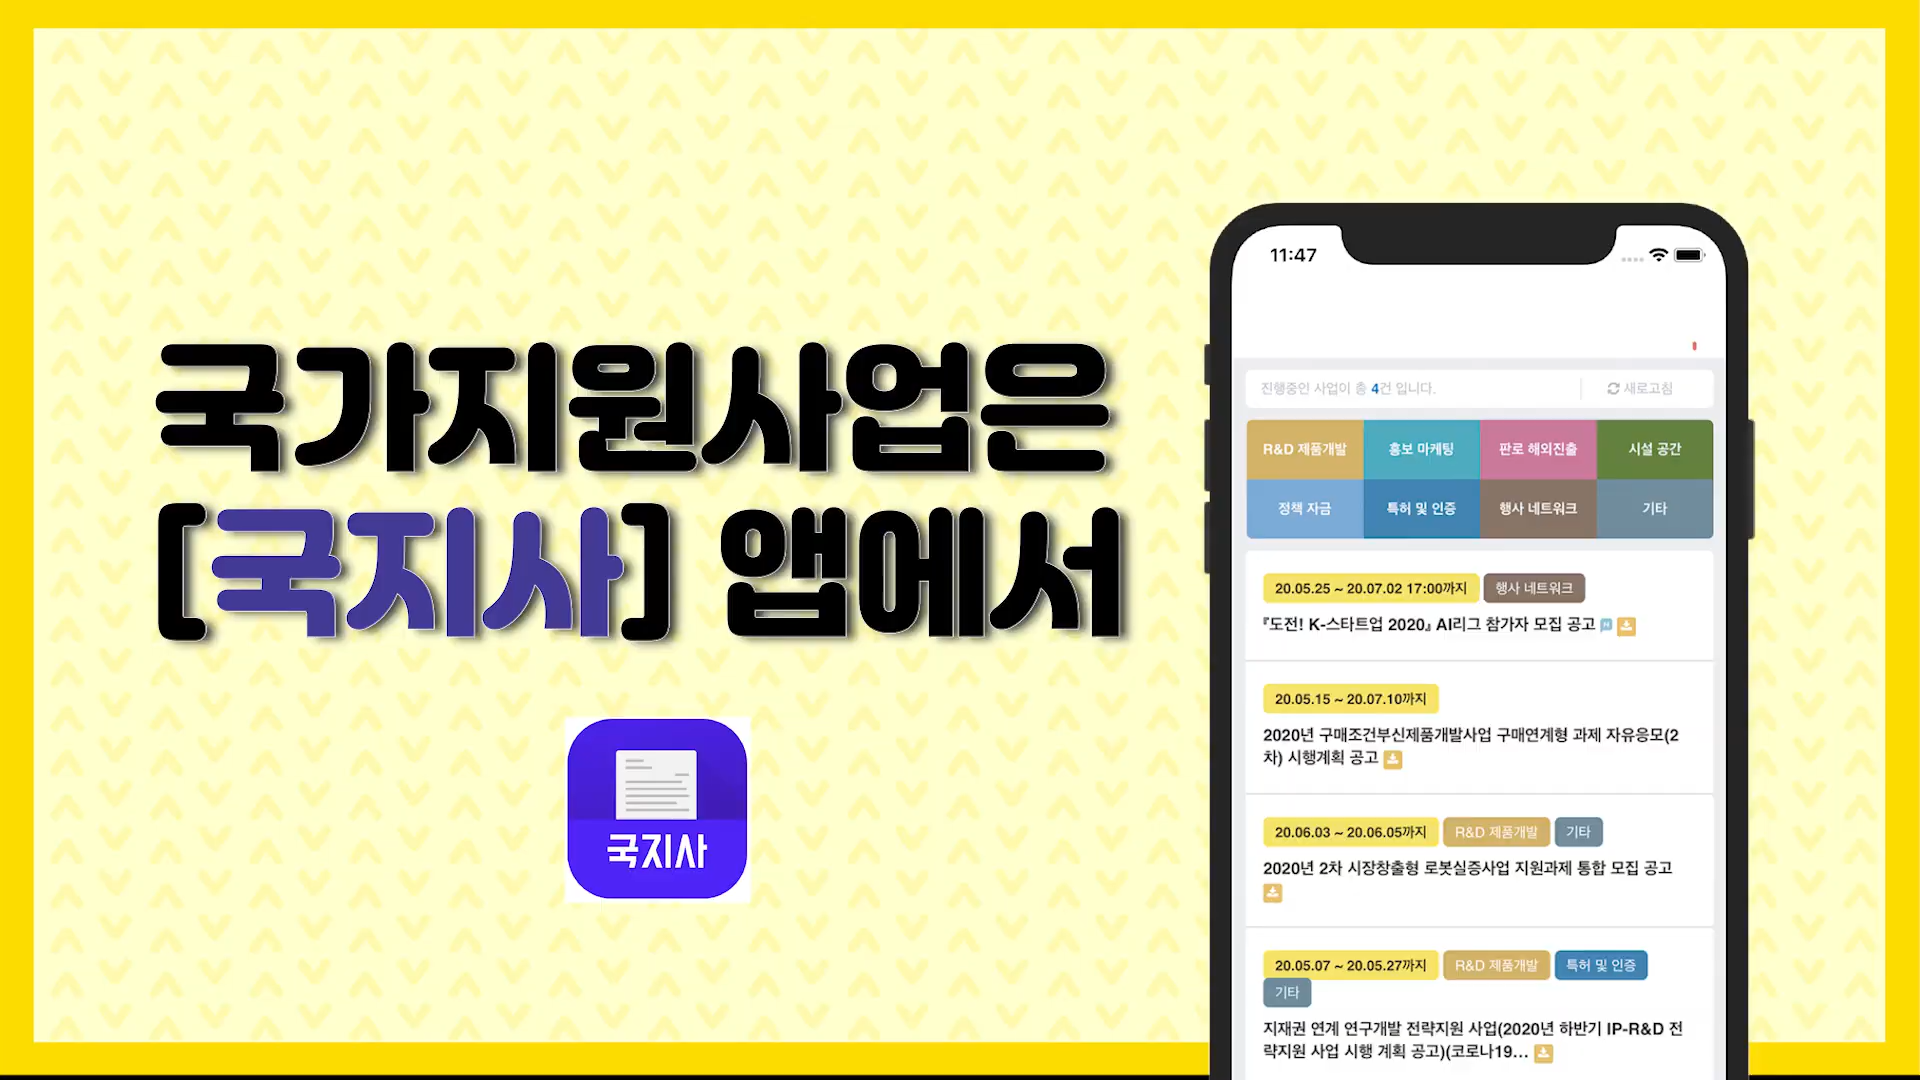 국가지원사업은
[국지사] 앱에서
국지사
11:47
진행중인 사업이 총 4건 입니다.
새로고침
R&D 제품개발
홍보 마케팅
판로 해외진출
시설 공간
정책 자금
특허 및 인증
행사 네트워크
기타
20.05.25 ~ 20.07.02 17:00까지
행사 네트워크
『도전! K-스타트업 2020』 AI리그 참가자 모집 공고
20.05.15 ~ 20.07.10까지
2020년 구매조건부신제품개발사업 구매연계형 과제 자유응모(2
차) 시행계획 공고
20.06.03 ~ 20.06.05까지
R&D 제품개발
기타
2020년 2차 시장창출형 로봇실증사업 지원과제 통합 모집 공고
20.05.07 ~ 20.05.27까지
R&D 제품개발
특허 및 인증
기타
지재권 연계 연구개발 전략지원 사업(2020년 하반기 IP-R&D 전
략지원 사업 시행 계획 공고)(코로나19...